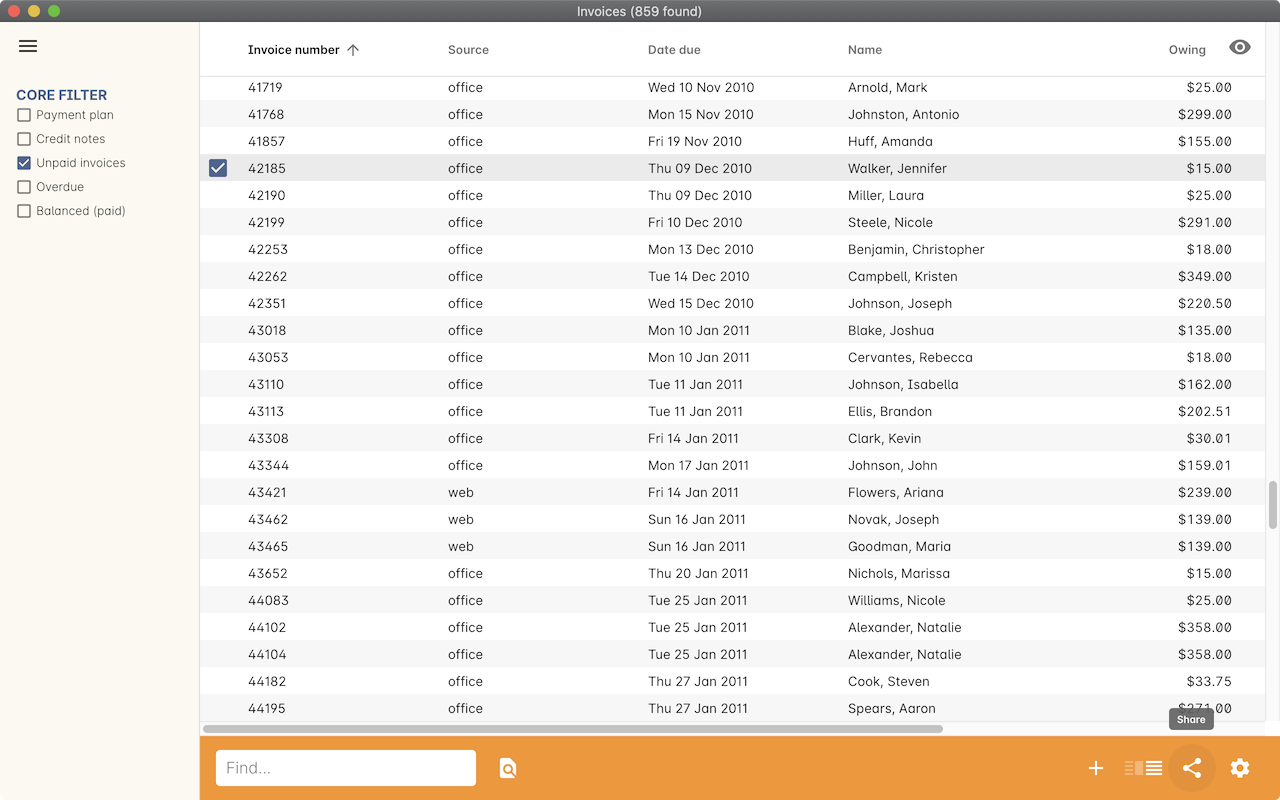 Invoices (859 found)
CORE FILTER
Payment plan
Credit notes
Unpaid invoices
Overdue
Balanced (paid)
Invoice number Source Date due Name Owing
41719 office Wed 10 Nov 2010 Arnold, Mark $25.00
41768 office Mon 15 Nov 2010 Johnston, Antonio $299.00
41857 office Fri 19 Nov 2010 Huff, Amanda $155.00
42185 office Thu 09 Dec 2010 Walker, Jennifer $15.00
42190 office Thu 09 Dec 2010 Miller, Laura $25.00
42199 office Fri 10 Dec 2010 Steele, Nicole $291.00
42253 office Mon 13 Dec 2010 Benjamin, Christopher $18.00
42262 office Tue 14 Dec 2010 Campbell, Kristen $349.00
42351 office Wed 15 Dec 2010 Johnson, Joseph $220.50
43018 office Mon 10 Jan 2011 Blake, Joshua $135.00
43053 office Mon 10 Jan 2011 Cervantes, Rebecca $18.00
43110 office Tue 11 Jan 2011 Johnson, Isabella $162.00
43113 office Tue 11 Jan 2011 Ellis, Brandon $202.51
43308 office Fri 14 Jan 2011 Clark, Kevin $30.01
43344 office Mon 17 Jan 2011 Johnson, John $159.01
43421 web Fri 14 Jan 2011 Flowers, Ariana $239.00
43462 web Sun 16 Jan 2011 Novak, Joseph $139.00
43465 web Sun 16 Jan 2011 Goodman, Maria $139.00
43652 office Thu 20 Jan 2011 Nichols, Marissa $15.00
44083 office Tue 25 Jan 2011 Williams, Nicole $25.00
44102 office Tue 25 Jan 2011 Alexander, Natalie $358.00
44104 office Tue 25 Jan 2011 Alexander, Natalie $358.00
44182 office Thu 27 Jan 2011 Cook, Steven $33.75
44195 office Thu 27 Jan 2011 Spears, Aaron $271.00
Share
Find...